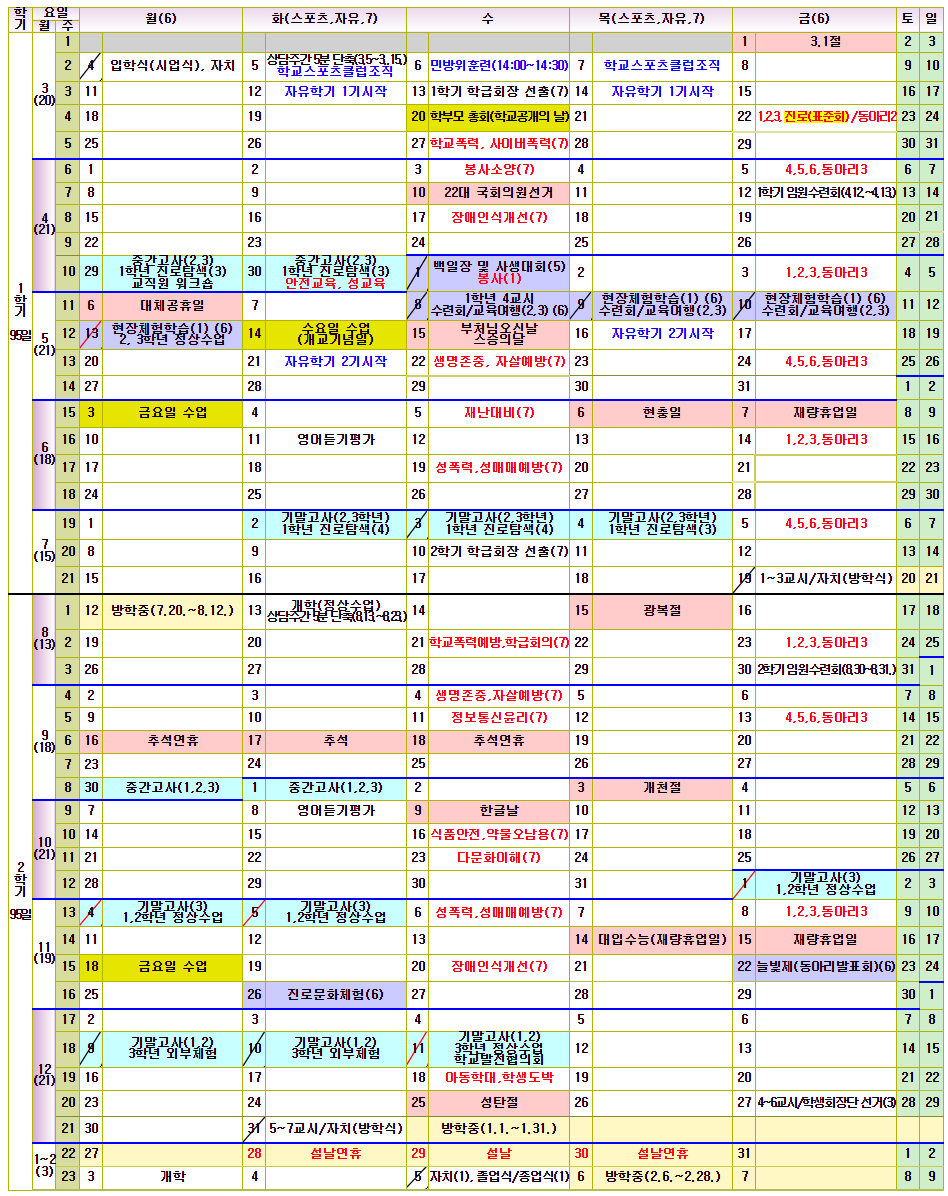 학기 요일 월 주 월(6) 화(스포츠,자유,7) 수 목(스포츠,자유,7) 금(6) 토 일
1학기 95일
3 (20)
1 1 3.1절 2 3
2 4 입학식(시업식), 자치 5 상담주간 5분 단축(3.5~3.15.) 학교스포츠클럽조직 6 민방위훈련(14:00~14:30) 7 학교스포츠클럽조직 8 9 10
3 11 12 자유학기 1기시작 13 1학기 학급회장 선출(7) 14 자유학기 1기시작 15 16 17
4 18 19 20 학부모 총회(학교공개의 날) 21 22 1,2,3, 진로(표준회)/동아리2 23 24
5 25 26 27 학교폭력, 사이버폭력(7) 28 29 30 31
4 (21)
6 1 2 3 봉사소양(7) 4 5 4,5,6,동아리3 6 7
7 8 9 10 22대 국회의원선거 11 12 1학기 임원수련회(4.12.~4.13.) 13 14
8 15 16 17 장애인식개선(7) 18 19 20 21
9 22 23 24 25 26 27 28
10 29 중간고사(2,3) 1학년 진로탐색(3) 교직원 워크숍 30 중간고사(2,3) 1학년 진로탐색(3) 안전교육, 성교육 1 백일장 및 사생대회(5) 봉사(1) 2 3 1,2,3,동아리3 4 5
5 (21)
11 6 대체공휴일 7 8 1학년 4교시 수련회/교육여행(2,3) (6) 9 현장체험학습(1) (6) 수련회/교육여행(2,3) 10 현장체험학습(1) (6) 수련회/교육여행(2,3) 11 12
12 13 현장체험학습(1) (6) 2, 3학년 정상수업 14 수요일 수업 (개교기념일) 15 부처님오신날 스승의날 16 자유학기 2기시작 17 18 19
13 20 21 자유학기 2기시작 22 생명존중, 자살예방(7) 23 24 4,5,6,동아리3 25 26
14 27 28 29 30 31 1 2
6 (18)
15 3 금요일 수업 4 5 재난대비(7) 6 현충일 7 재량휴업일 8 9
16 10 11 영어듣기평가 12 13 14 1,2,3,동아리3 15 16
17 17 18 19 성폭력,성매매예방(7) 20 21 22 23
18 24 25 26 27 28 29 30
7 (15)
19 1 2 기말고사(2,3학년) 1학년 진로탐색(4) 3 기말고사(2,3학년) 1학년 진로탐색(4) 4 기말고사(2,3학년) 1학년 진로탐색(3) 5 4,5,6,동아리3 6 7
20 8 9 10 2학기 학급회장 선출(7) 11 12 13 14
21 15 16 17 18 19 1~3교시/자치(방학식) 20 21
2학기 95일
8 (13)
1 12 방학중(7.20.~8.12.) 13 개학(정상수업) 상담주간 5분 단축(8.13.~8.23.) 14 15 광복절 16 17 18
2 19 20 21 학교폭력예방,학급회의(7) 22 23 1,2,3,동아리3 24 25
3 26 27 28 29 30 2학기 임원수련회(8.30~8.31.) 31 1
9 (18)
4 2 3 4 생명존중,자살예방(7) 5 6 7 8
5 9 10 11 정보통신윤리(7) 12 13 4,5,6,동아리3 14 15
6 16 추석연휴 17 추석 18 추석연휴 19 20 21 22
7 23 24 25 26 27 28 29
8 30 중간고사(1,2,3) 1 중간고사(1,2,3) 2 3 개천절 4 5 6
10 (21)
9 7 8 영어듣기평가 9 한글날 10 11 12 13
10 14 15 16 식품안전,약물오남용(7) 17 18 19 20
11 21 22 23 다문화이해(7) 24 25 26 27
12 28 29 30 31 1 기말고사(3) 1,2학년 정상수업 2 3
11 (19)
13 4 기말고사(3) 1,2학년 정상수업 5 기말고사(3) 1,2학년 정상수업 6 성폭력,성매매예방(7) 7 8 1,2,3,동아리3 9 10
14 11 12 13 14 대입수능(재량휴업일) 15 재량휴업일 16 17
15 18 금요일 수업 19 20 장애인식개선(7) 21 22 늘빛제(동아리발표회)(6) 23 24
16 25 26 진로문화체험(6) 27 28 29 30 1
12 (21)
17 2 3 4 5 6 7 8
18 9 기말고사(1,2) 3학년 외부체험 10 기말고사(1,2) 3학년 외부체험 11 기말고사(1,2) 3학년 정상수업 학교발전협의회 12 13 14 15
19 16 17 18 아동학대,학생도박 19 20 21 22
20 23 24 25 성탄절 26 27 4~6교시/학생회장단 선거(3) 28 29
21 30 31 5~7교시/자치(방학식) 방학중(1.1.~1.31.)
1~2 (3)
22 27 28 설날연휴 29 설날 30 설날연휴 31 1 2
23 3 개학 4 5 자치(1), 졸업식/종업식(1) 6 방학중(2.6.~2.28.) 7 8 9